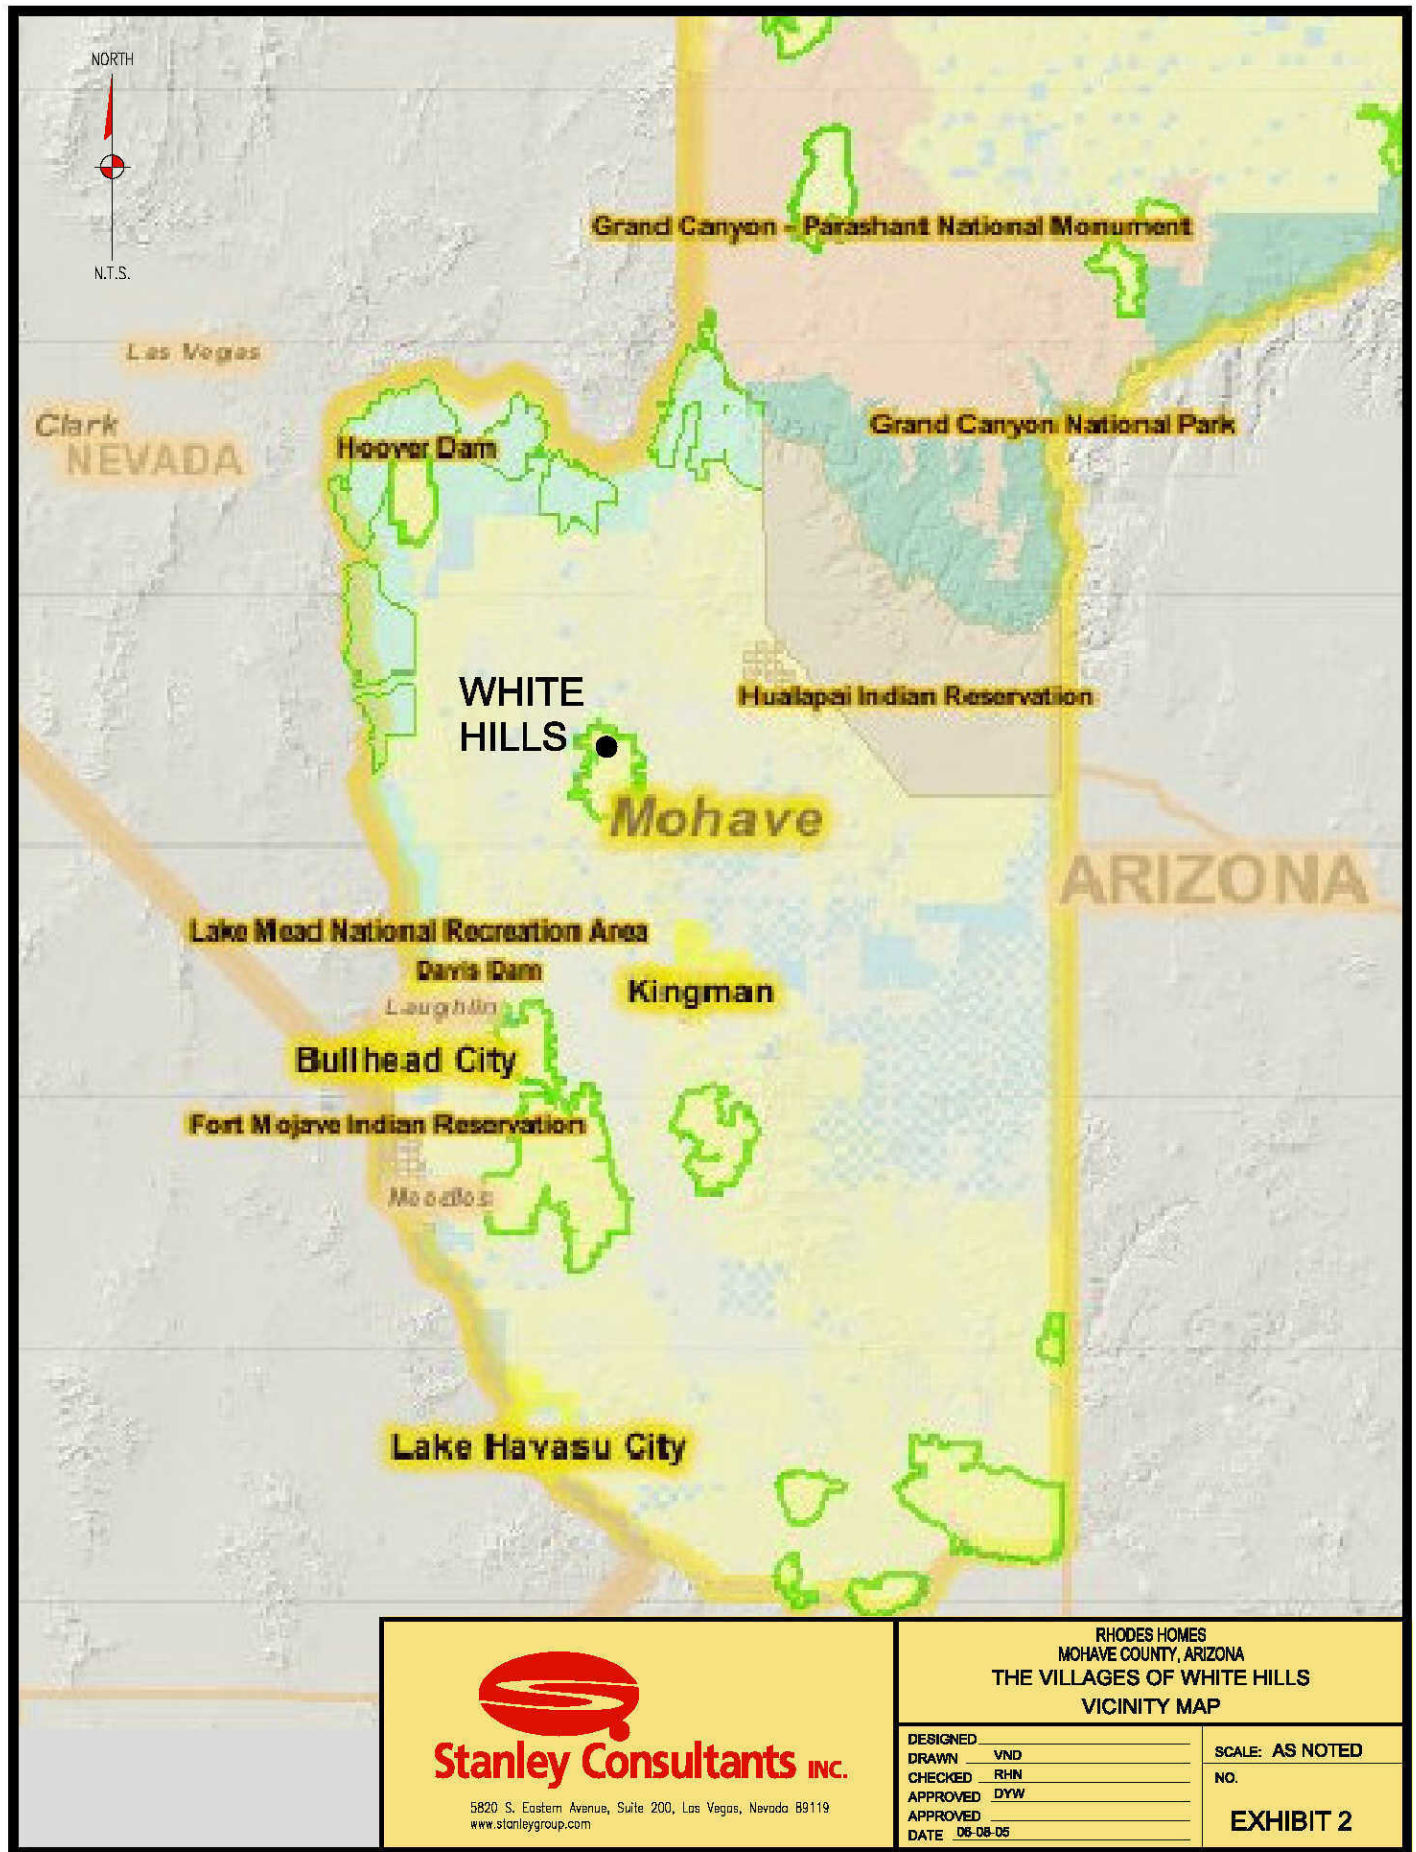 NORTH
N.T.S.
Grand Canyon - Parashant National Monument
Las Vegas
Clark
NEVADA
Hoover Dam
Grand Canyon National Park
WHITE
HILLS
Hualapai Indian Reservation
Mohave
ARIZONA
Lake Mead National Recreation Area
Davis Dam
Laughlin
Kingman
Bullhead City
Fort Mojave Indian Reservation
Needles
Lake Havasu City
Stanley Consultants INC.
5820 S. Eastern Avenue, Suite 200, Las Vegas, Nevada 89119
www.stanleygroup.com
RHODES HOMES
MOHAVE COUNTY, ARIZONA
THE VILLAGES OF WHITE HILLS
VICINITY MAP
DESIGNED
DRAWN VND
CHECKED RHN
APPROVED DYW
APPROVED
DATE 06-08-05
SCALE: AS NOTED
NO.
EXHIBIT 2